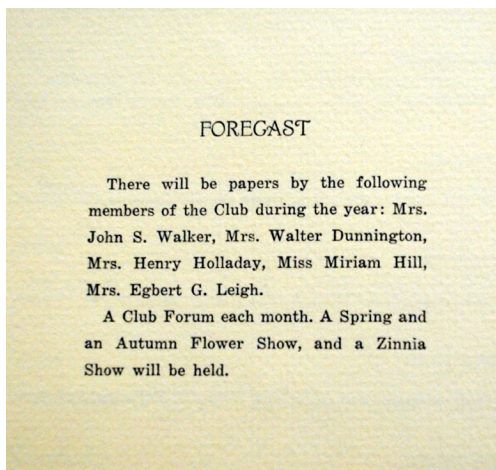 FORECAST
There will be papers by the following
members of the Club during the year: Mrs.
John S. Walker, Mrs. Walter Dunnington,
Mrs. Henry Holladay, Miss Miriam Hill,
Mrs. Egbert G. Leigh.
A Club Forum each month. A Spring and
an Autumn Flower Show, and a Zinnia
Show will be held.